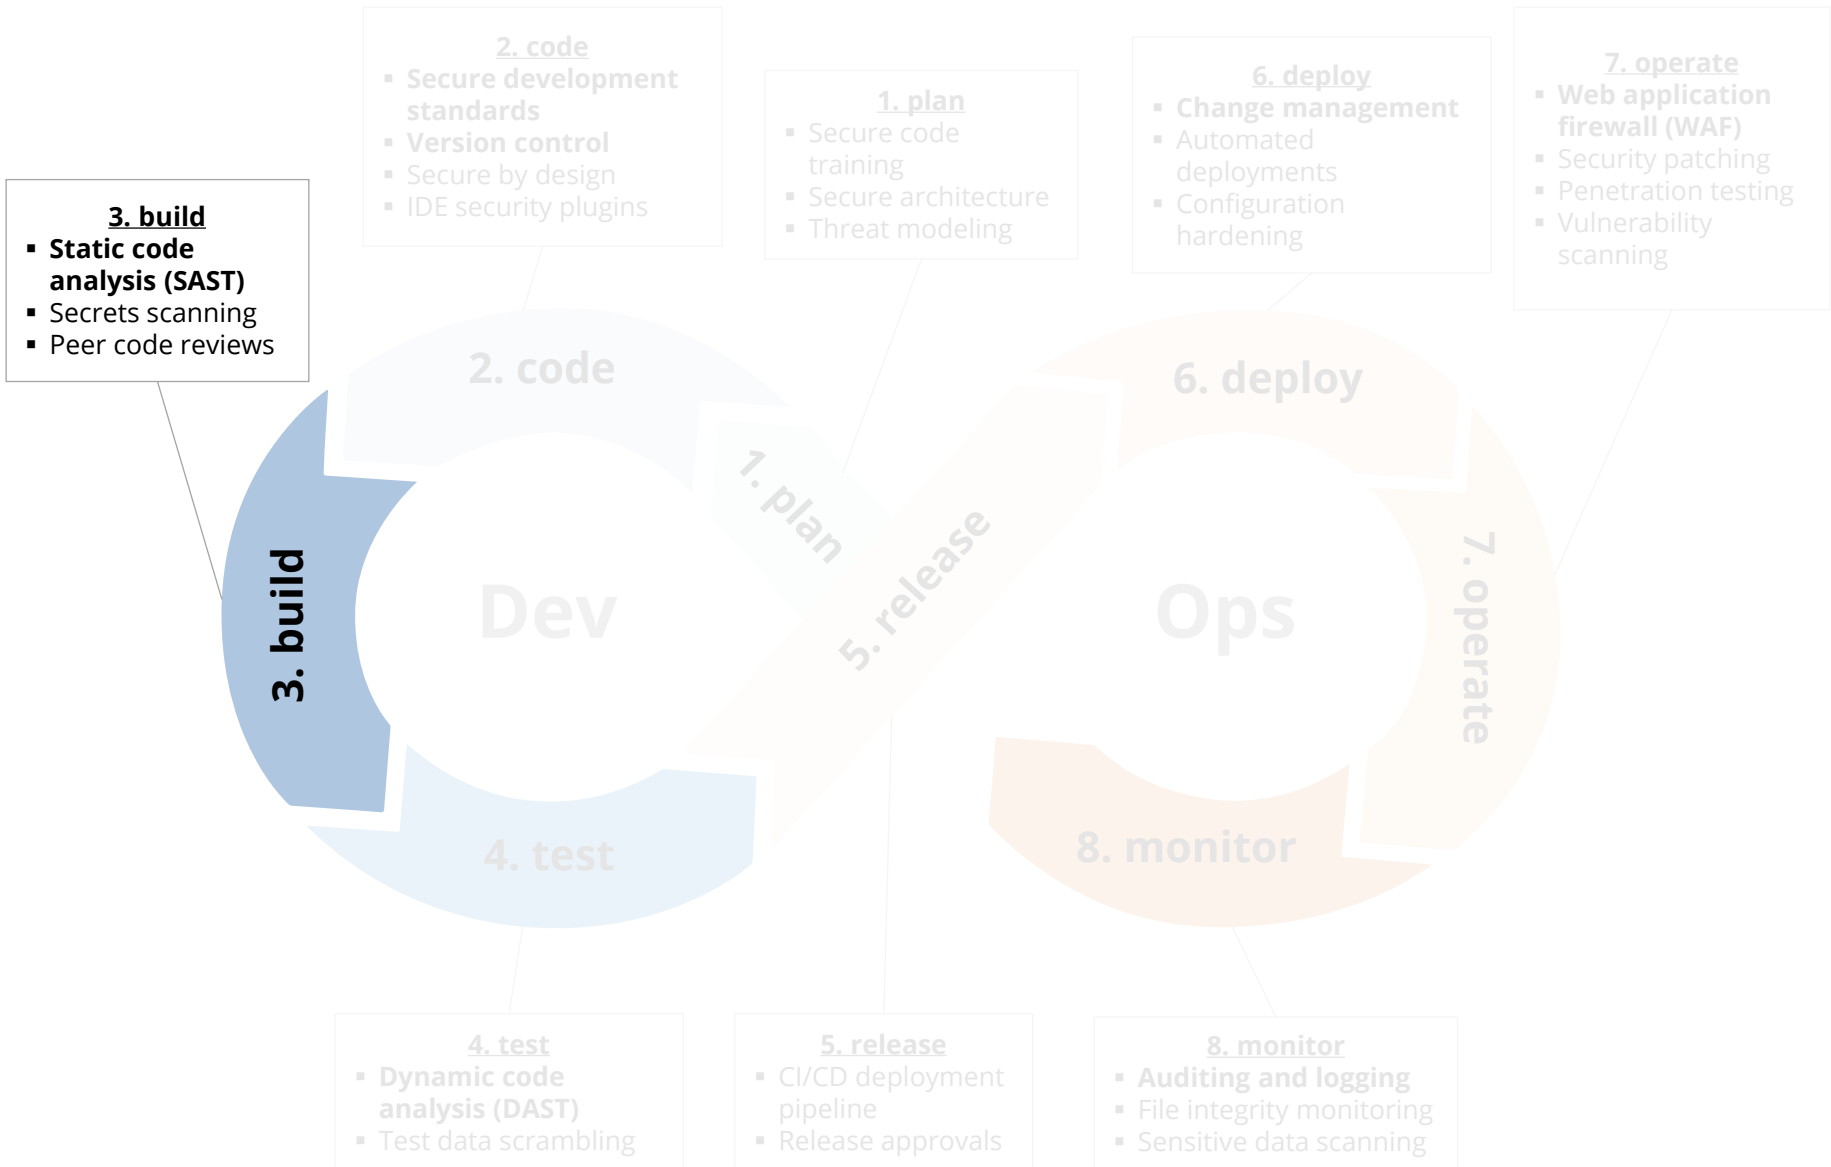 2. code
▪ Secure development
standards
▪ Version control
▪ Secure by design
▪ IDE security plugins
1. plan
▪ Secure code
training
▪ Secure architecture
▪ Threat modeling
6. deploy
▪ Change management
▪ Automated
deployments
▪ Configuration
hardening
7. operate
▪ Web application
firewall (WAF)
▪ Security patching
▪ Penetration testing
▪ Vulnerability
scanning
3. build
▪ Static code
analysis (SAST)
▪ Secrets scanning
▪ Peer code reviews
2. code
1. plan
3. build
Dev
4. test
5. release
6. deploy
Ops
7. operate
8. monitor
4. test
▪ Dynamic code
analysis (DAST)
▪ Test data scrambling
5. release
▪ CI/CD deployment
pipeline
▪ Release approvals
8. monitor
▪ Auditing and logging
▪ File integrity monitoring
▪ Sensitive data scanning